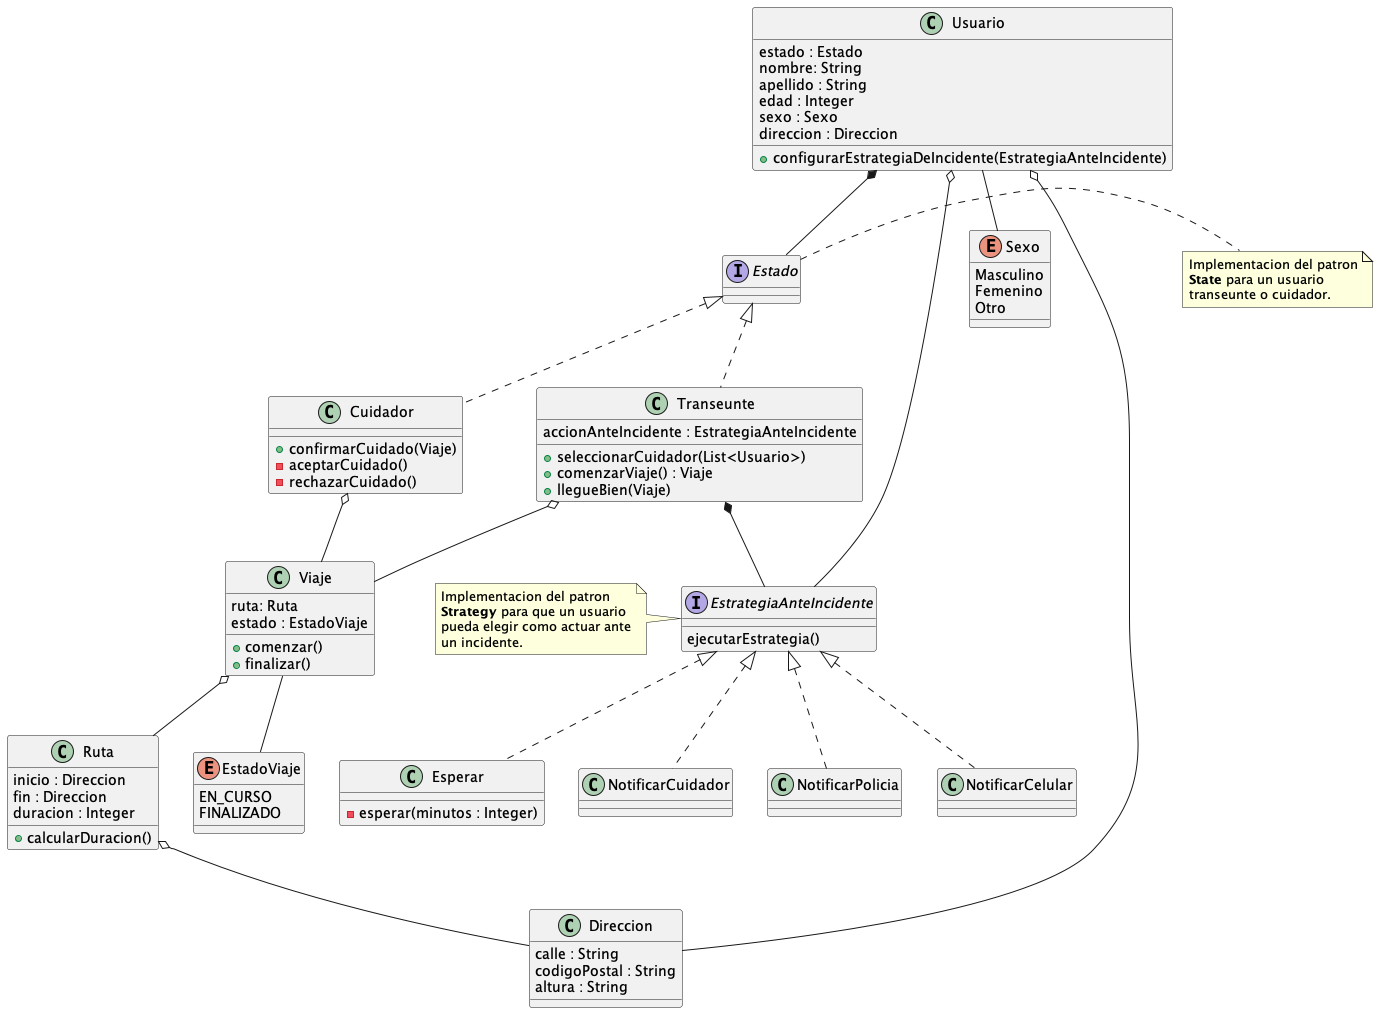 C Usuario
estado : Estado
nombre: String
apellido : String
edad : Integer
sexo : Sexo
direccion : Direccion
configurarEstrategiaDeIncidente(EstrategiaAnteIncidente)
I Estado
E Sexo
Masculino
Femenino
Otro
Implementacion del patron
State para un usuario
transeunte o cuidador.
C Cuidador
confirmarCuidado(Viaje)
aceptarCuidado()
rechazarCuidado()
C Transeunte
accionAnteIncidente : EstrategiaAnteIncidente
seleccionarCuidador(List<Usuario>)
comenzarViaje() : Viaje
llegueBien(Viaje)
C Viaje
ruta: Ruta
estado : EstadoViaje
comenzar()
finalizar()
Implementacion del patron
Strategy para que un usuario
pueda elegir como actuar ante
un incidente.
I EstrategiaAnteIncidente
ejecutarEstrategia()
C Ruta
inicio : Direccion
fin : Direccion
duracion : Integer
calcularDuracion()
E EstadoViaje
EN_CURSO
FINALIZADO
C Esperar
esperar(minutos : Integer)
C NotificarCuidador
C NotificarPolicia
C NotificarCelular
C Direccion
calle : String
codigoPostal : String
altura : String